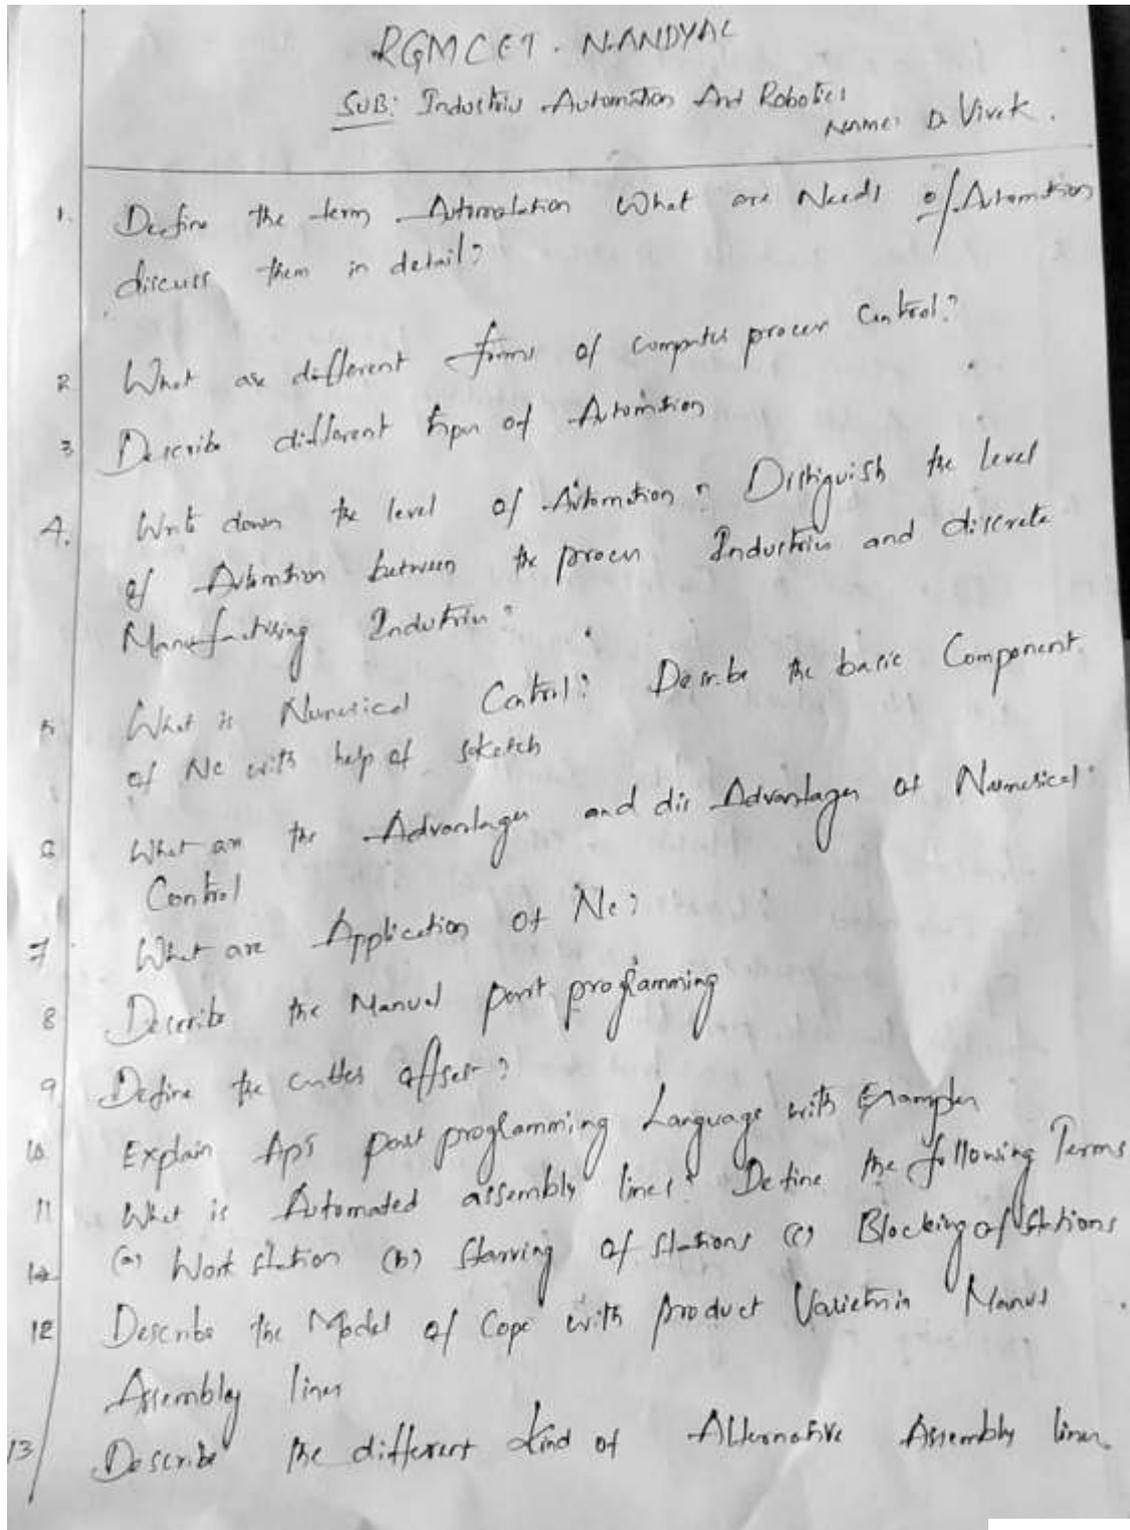 RGMCET. NANDYAL
SUB: Industries Automation And Robotics
Name: D. Vivek.
1. Define the term Automatation What are Needs of Automation
discuss them in detail?
2 What are different forms of computer process Control?
3 Describe different types of Automation
4. Write down the level of Automation? Distiguish the level
of Automation between the process Industries and discrete
Manufacturing Industries?
5 What is Numerical Control? Describe the basic Component
of NC with help of sketch
6 What are the Advantages and dis Advantages of Numerical
Control
7 What are Application of NC?
8 Describe the Manual part programming
9 Define the cutter offset?
10 Explain part programming Language with Examples
11 What is Automated assembly lines? Define the following Terms
(a) Work station (b) Starving of stations (c) Blocking of stations
12 Describe the Model of Cope with product Varieties in
Assembly lines
13 Describe the different kind of Alternative Assembly lines